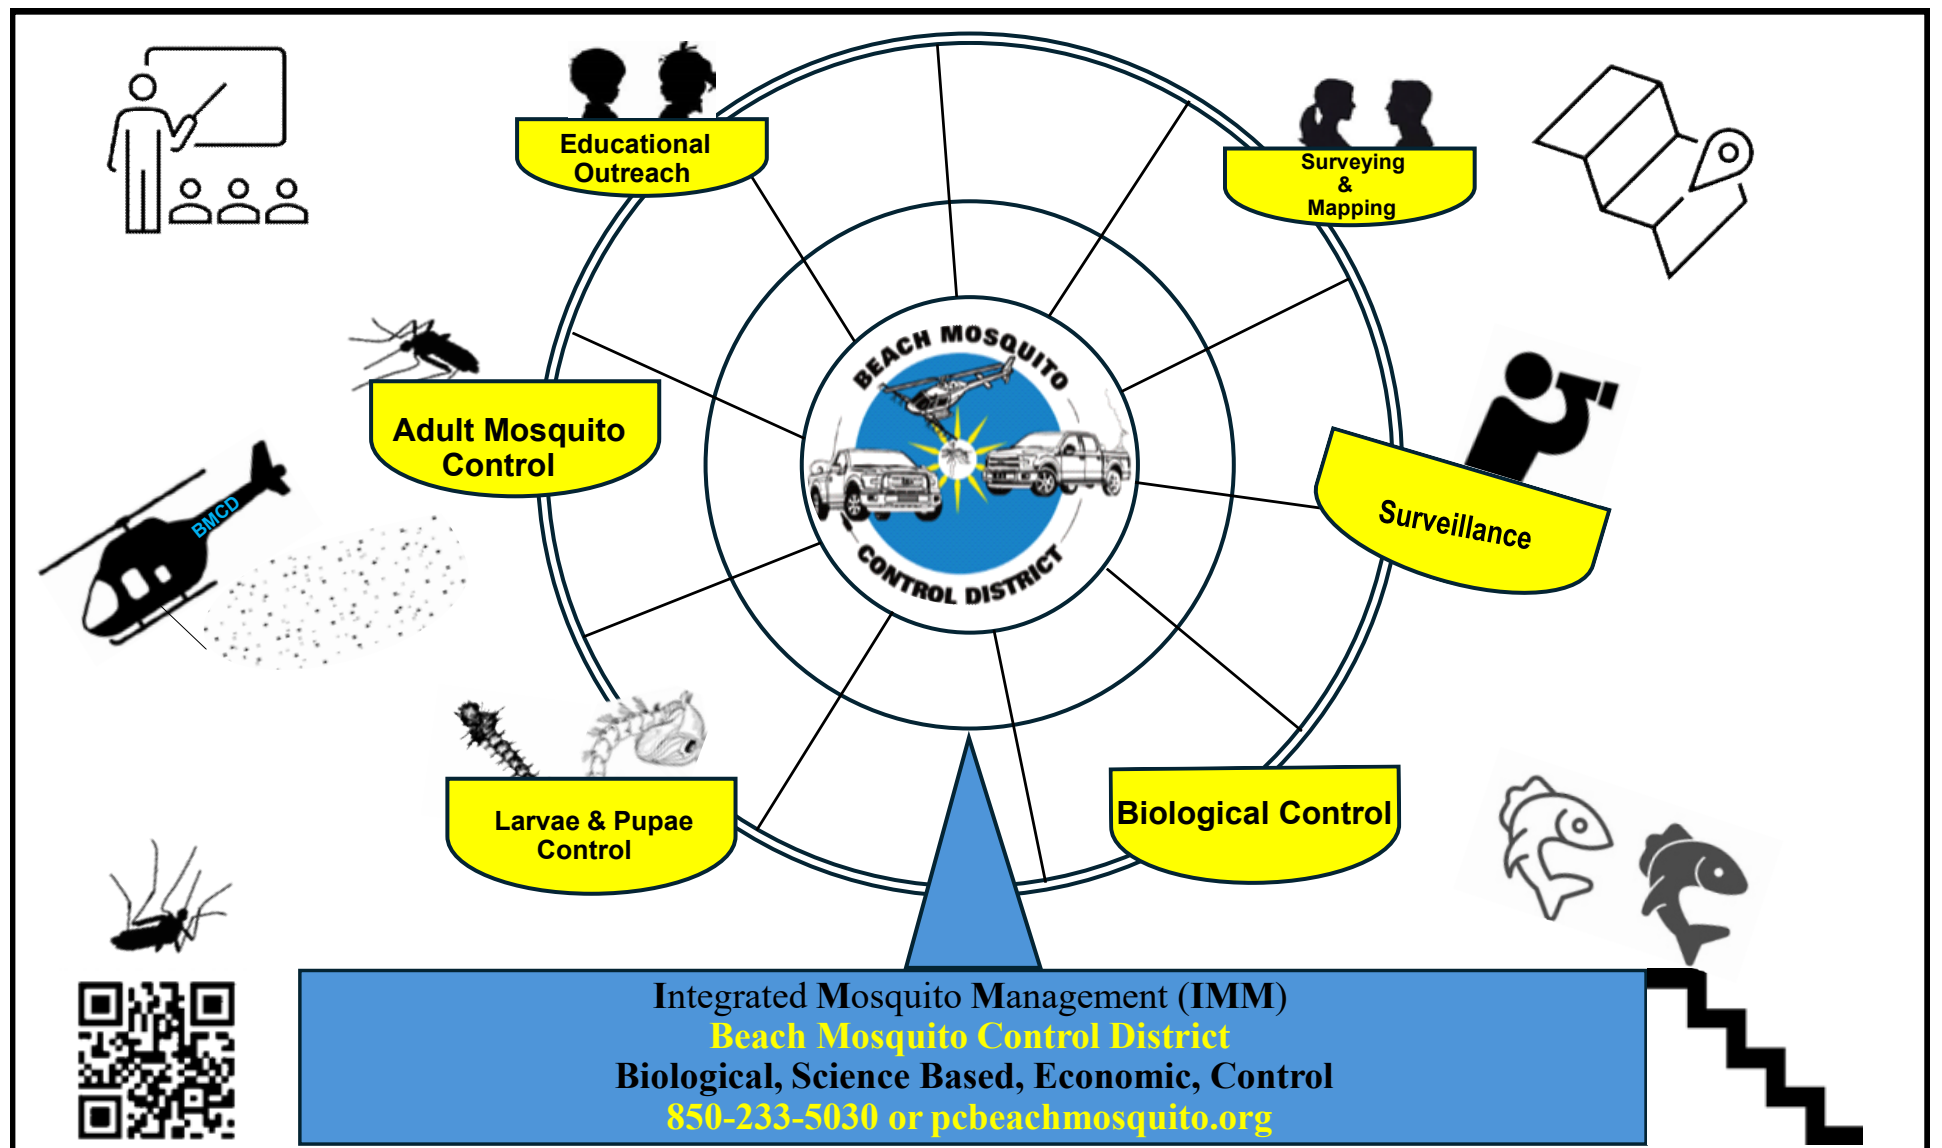 Educational
Outreach
Surveying
&
Mapping
BEACH MOSQUITO
CONTROL DISTRICT
Adult Mosquito
Control
BMCD
Surveillance
Larvae & Pupae
Control
Biological Control
Integrated Mosquito Management (IMM)
Beach Mosquito Control District
Biological, Science Based, Economic, Control
850-233-5030 or pcbeachmosquito.org